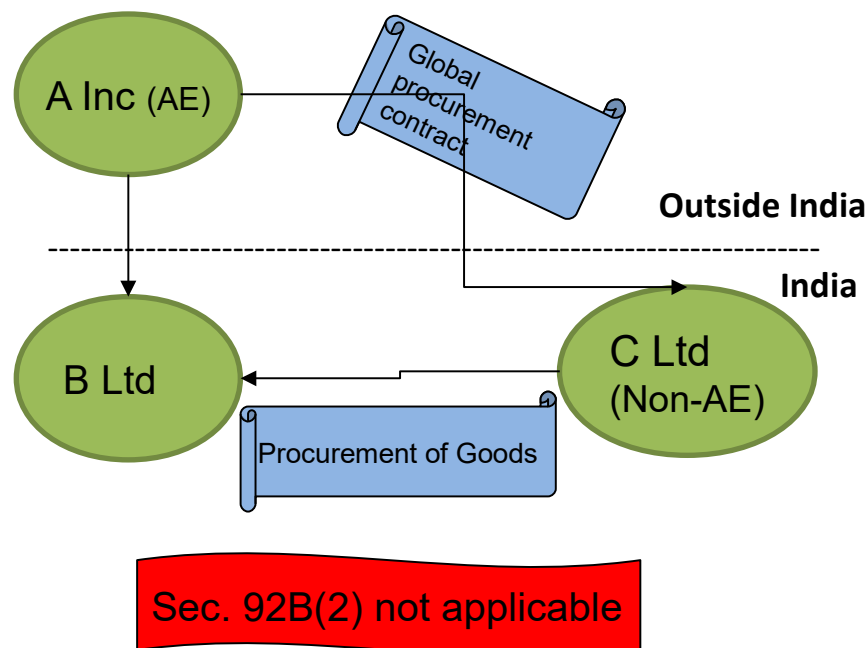 A Inc (AE)
Global
procurement
contract
Outside India
India
B Ltd
C Ltd
(Non-AE)
Procurement of Goods
Sec. 92B(2) not applicable